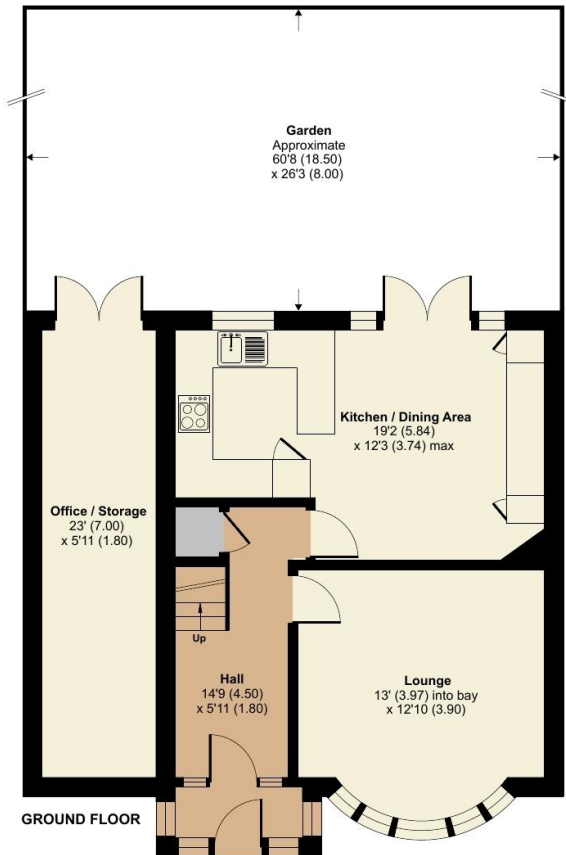 Garden
Approximate
60'8 (18.50)
x 26'3 (8.00)
Kitchen / Dining Area
19'2 (5.84)
x 12'3 (3.74) max
Office / Storage
23' (7.00)
x 5'11 (1.80)
Up
Hall
14'9 (4.50)
x 5'11 (1.80)
Lounge
13' (3.97) into bay
x 12'10 (3.90)
GROUND FLOOR